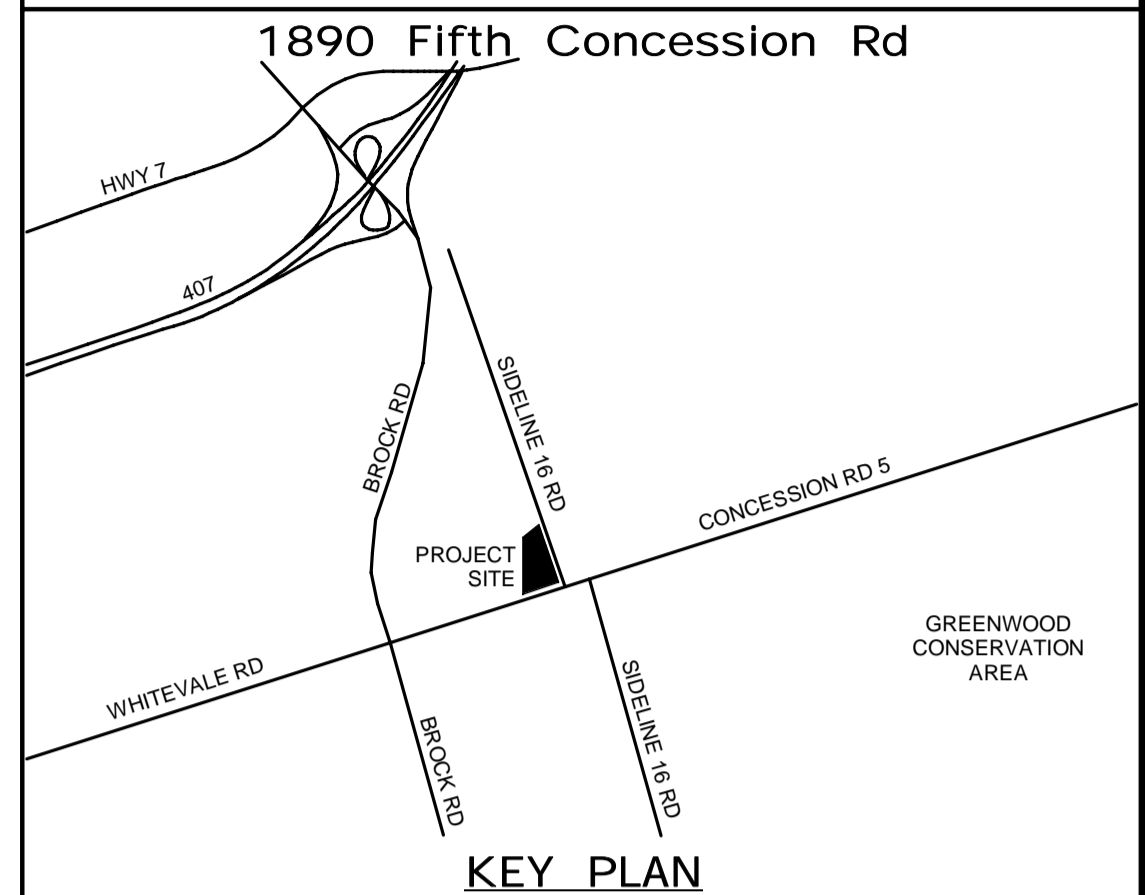 1890 Fifth Concession Rd
HWY 7
407
SIDELINE 16 RD
BROCK RD
CONCESSION RD 5
PROJECT
SITE
GREENWOOD
CONSERVATION
AREA
WHITEVALE RD
SIDELINE 16 RD
BROCK RD
KEY PLAN